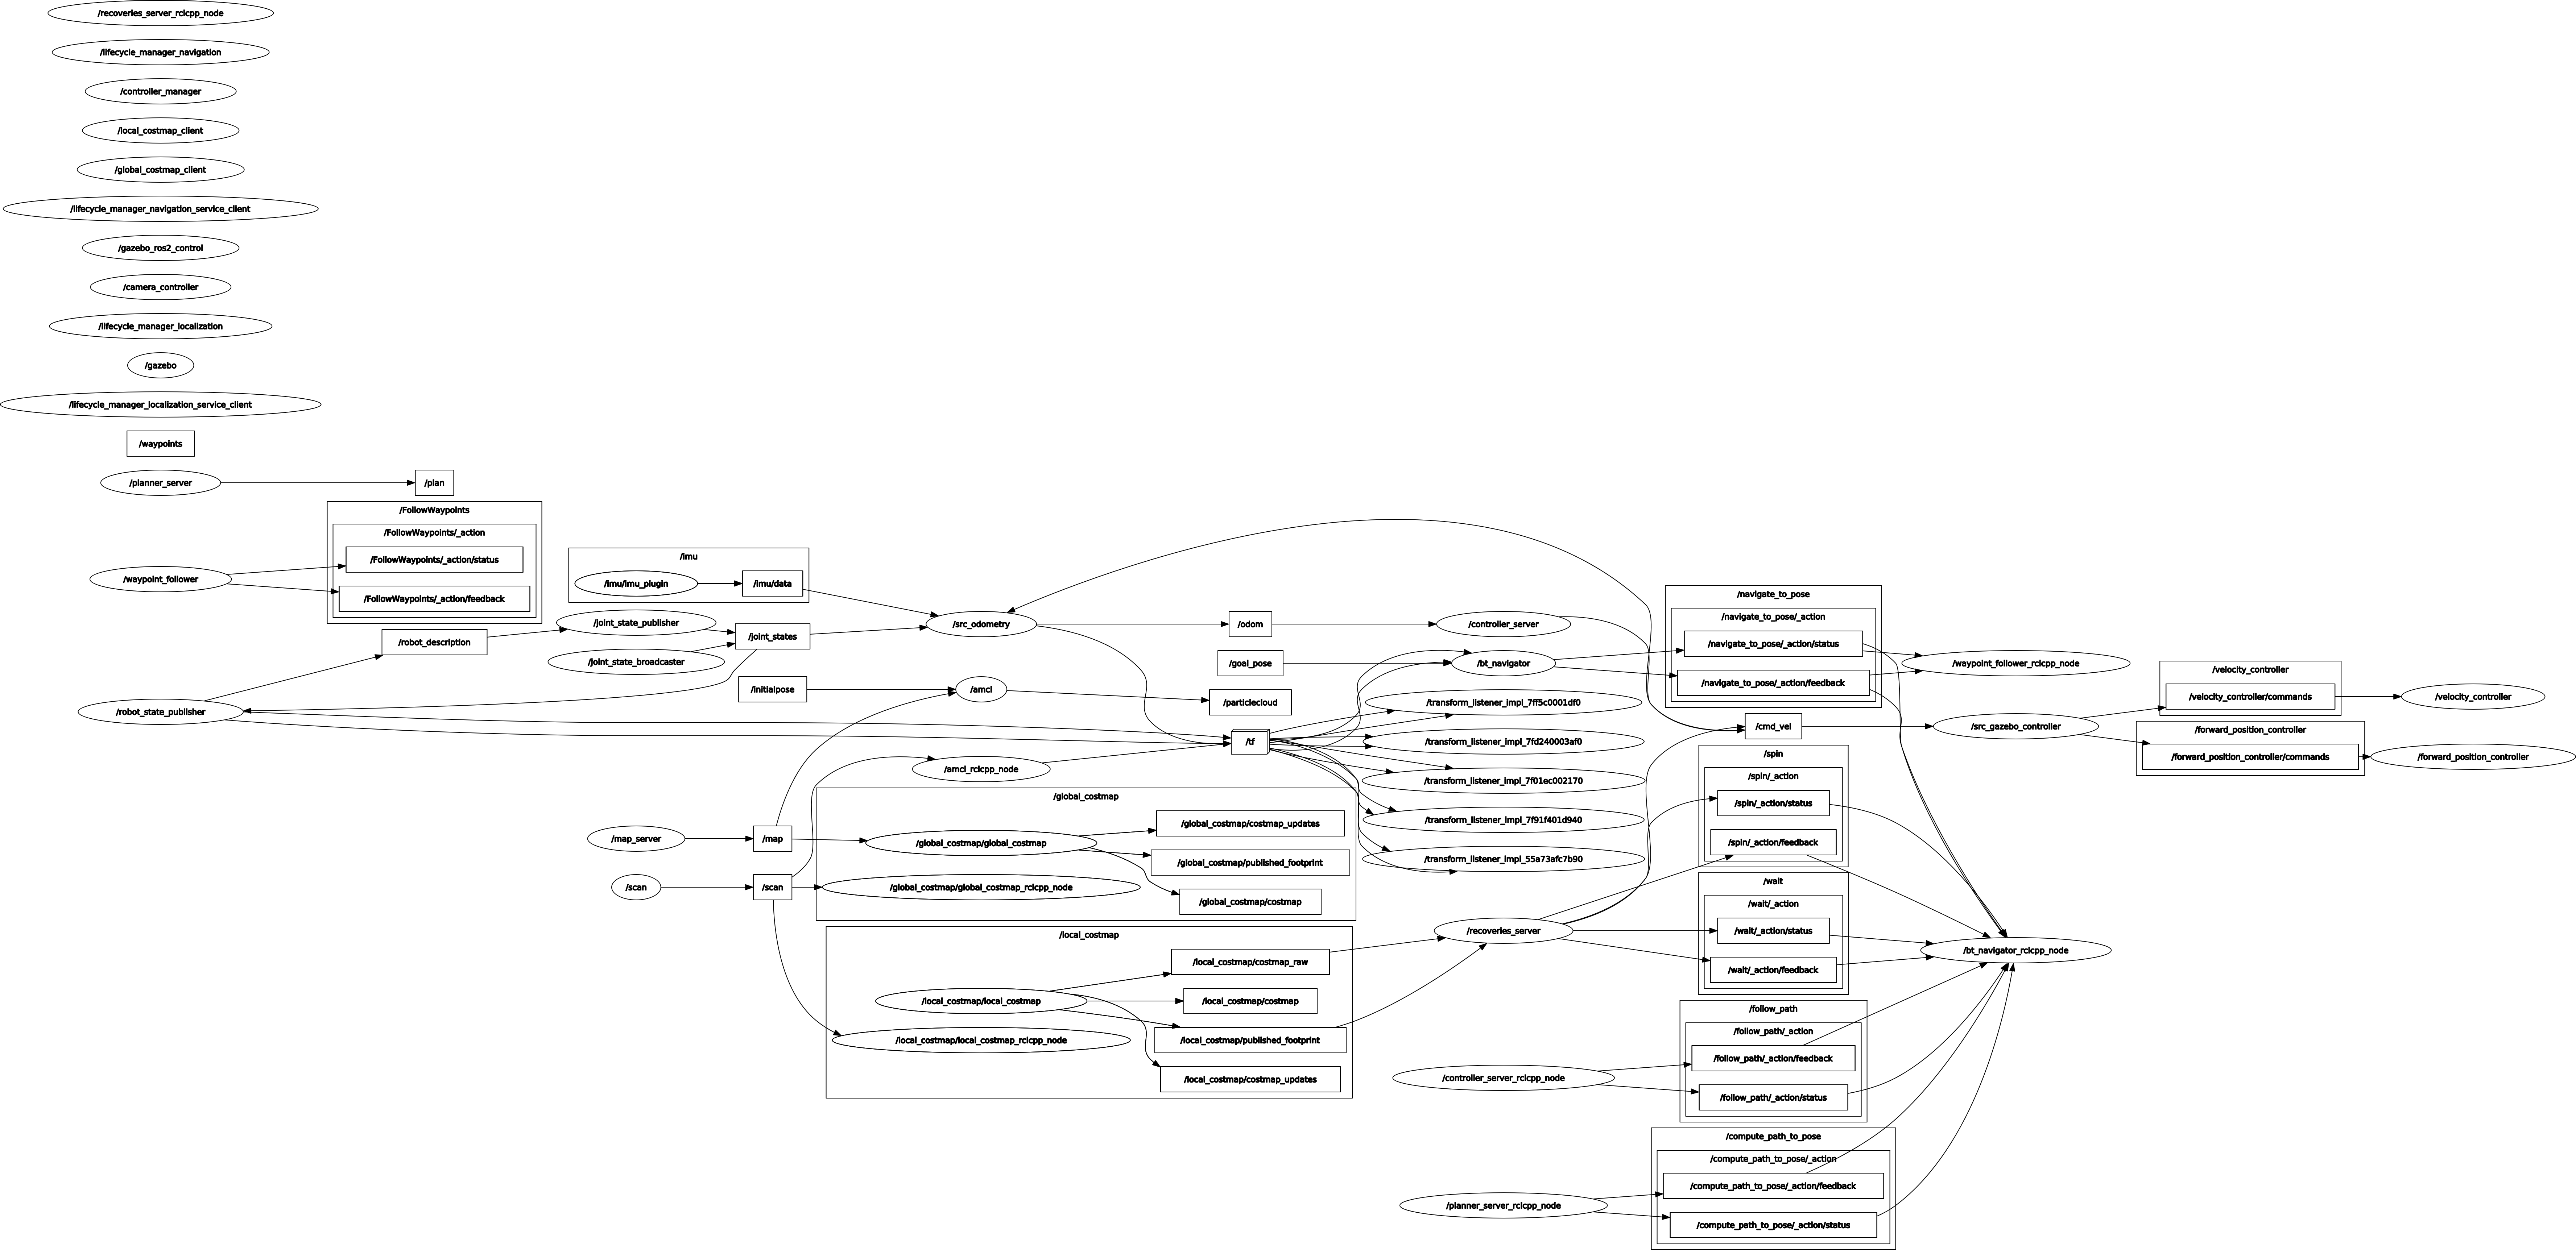 /recoveries_server_rclcpp_node
/lifecycle_manager_navigation
/controller_manager
/local_costmap_client
/global_costmap_client
/lifecycle_manager_navigation_service_client
/gazebo_ros2_control
/camera_controller
/lifecycle_manager_localization
/gazebo
/lifecycle_manager_localization_service_client
/waypoints
/planner_server
/plan
/FollowWaypoints
/FollowWaypoints/_action
/FollowWaypoints/_action/status
/waypoint_follower
/FollowWaypoints/_action/feedback
/imu
/imu/imu_plugin
/imu/data
/robot_description
/joint_state_publisher
/joint_states
/joint_state_broadcaster
/src_odometry
/odom
/controller_server
/goal_pose
/bt_navigator
/initialpose
/amcl
/particlecloud
/robot_state_publisher
/tf
/amcl_rclcpp_node
/transform_listener_impl_7ff5c0001df0
/transform_listener_impl_7fd240003af0
/transform_listener_impl_7f01ec002170
/transform_listener_impl_7f91f401d940
/transform_listener_impl_55a73afc7b90
/navigate_to_pose
/navigate_to_pose/_action
/navigate_to_pose/_action/status
/navigate_to_pose/_action/feedback
/waypoint_follower_rclcpp_node
/cmd_vel
/src_gazebo_controller
/velocity_controller
/velocity_controller/commands
/velocity_controller
/forward_position_controller
/forward_position_controller/commands
/forward_position_controller
/map_server
/map
/scan
/scan
/global_costmap
/global_costmap/global_costmap
/global_costmap/costmap_updates
/global_costmap/published_footprint
/global_costmap/global_costmap_rclcpp_node
/global_costmap/costmap
/local_costmap
/local_costmap/costmap_raw
/local_costmap/local_costmap
/local_costmap/costmap
/local_costmap/local_costmap_rclcpp_node
/local_costmap/published_footprint
/local_costmap/costmap_updates
/recoveries_server
/spin
/spin/_action
/spin/_action/status
/spin/_action/feedback
/wait
/wait/_action
/wait/_action/status
/wait/_action/feedback
/bt_navigator_rclcpp_node
/follow_path
/follow_path/_action
/follow_path/_action/feedback
/controller_server_rclcpp_node
/follow_path/_action/status
/compute_path_to_pose
/compute_path_to_pose/_action
/compute_path_to_pose/_action/feedback
/planner_server_rclcpp_node
/compute_path_to_pose/_action/status